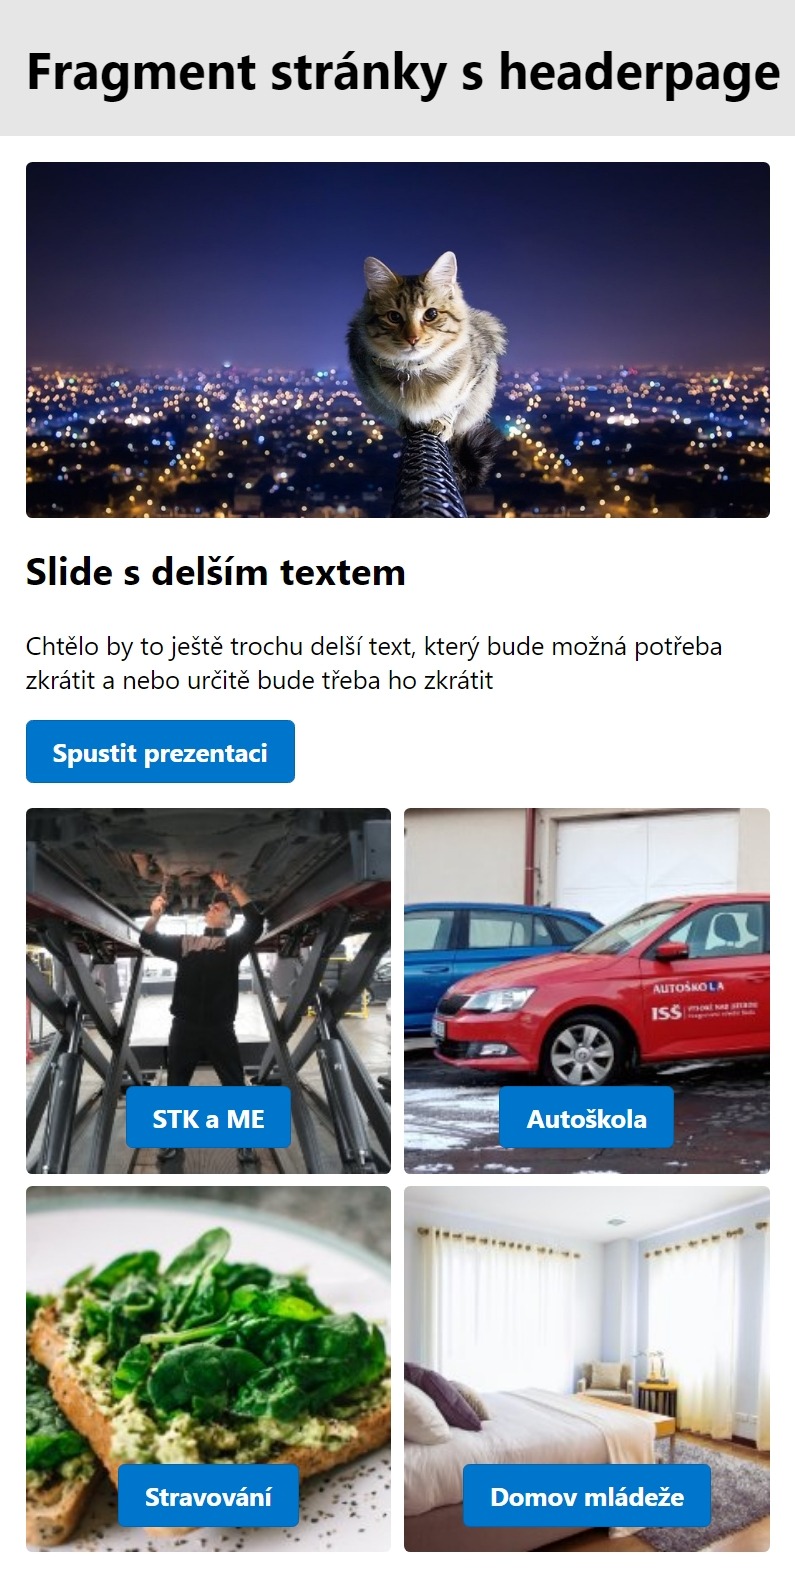 Fragment stránky s headerpage
Slide s delším textem
Chtělo by to ještě trochu delší text, který bude možná potřeba
zkrátit a nebo určitě bude třeba ho zkrátit
Spustit prezentaci
AUTOŠKOLA
ISŠ
STK a ME
Autoškola
Stravování
Domov mládeže